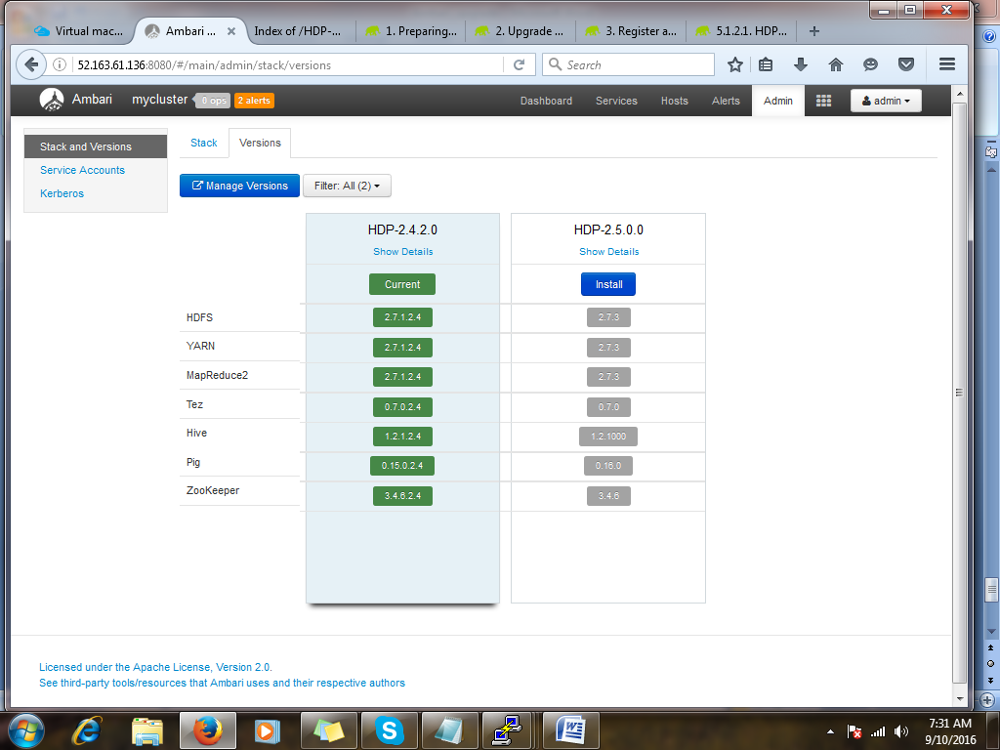 Virtual mac...
Ambari ...
Index of /HDP-...
1. Preparing...
2. Upgrade ...
3. Register a...
5.1.2.1. HDP...
52.163.61.136:8080/#/main/admin/stack/versions
Search
Ambari mycluster 0 ops 2 alerts Dashboard Services Hosts Alerts Admin admin
Stack and Versions
Service Accounts
Kerberos
Stack Versions
Manage Versions Filter: All (2)
HDP-2.4.2.0 HDP-2.5.0.0
Show Details Show Details
Current Install
HDFS 2.7.1.2.4 2.7.3
YARN 2.7.1.2.4 2.7.3
MapReduce2 2.7.1.2.4 2.7.3
Tez 0.7.0.2.4 0.7.0
Hive 1.2.1.2.4 1.2.1000
Pig 0.15.0.2.4 0.16.0
ZooKeeper 3.4.6.2.4 3.4.6
Licensed under the Apache License, Version 2.0.
See third-party tools/resources that Ambari uses and their respective authors
7:31 AM
9/10/2016